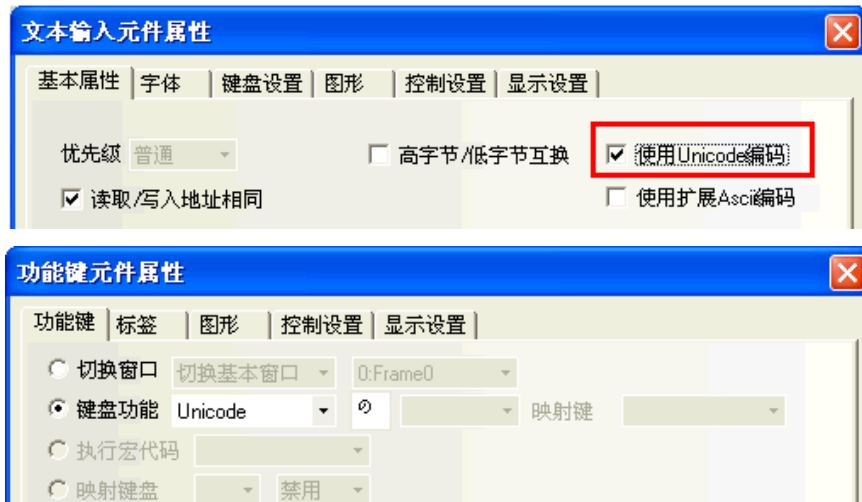 文本输入元件属性
基本属性 字体 键盘设置 图形 控制设置 显示设置
优先级 普通 高字节/低字节互换 使用Unicode编码
读取/写入地址相同 使用扩展Ascii编码
功能键元件属性
功能键 标签 图形 控制设置 显示设置
切换窗口 切换基本窗口 0:Frame0
键盘功能 Unicode の 映射键
执行宏代码
映射键盘 禁用